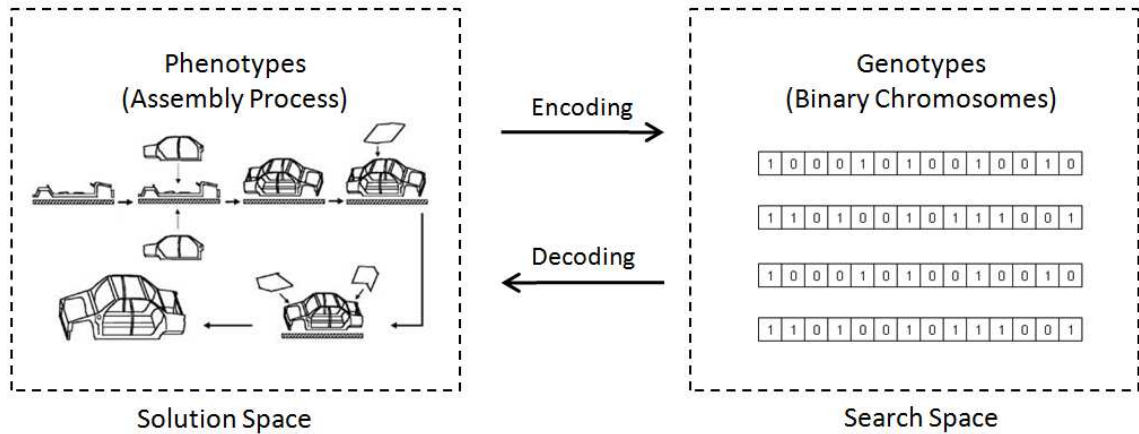 Phenotypes
(Assembly Process)
Encoding
Decoding
Genotypes
(Binary Chromosomes)
1 0 0 0 1 0 1 0 0 1 0 0 1 0
1 1 0 1 0 0 1 0 1 1 1 0 0 1
1 0 0 0 1 0 1 0 0 1 0 0 1 0
1 1 0 1 0 0 1 0 1 1 1 0 0 1
Solution Space
Search Space